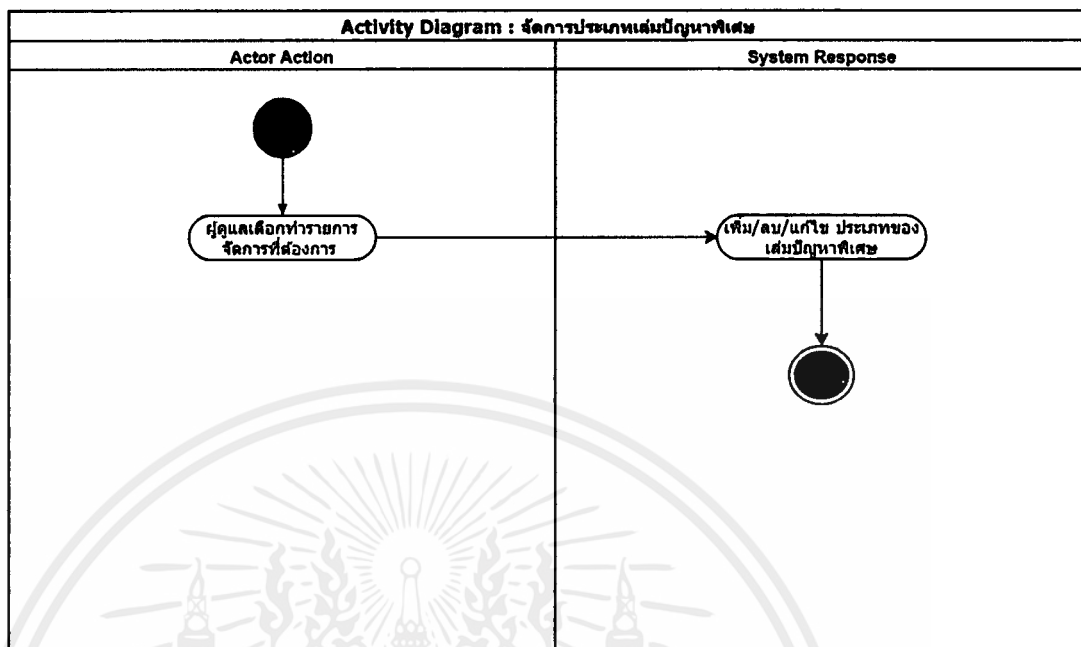 Activity Diagram : จัดการประเภทเล่มปัญหาพิเศษ
Actor Action
System Response
ผู้ดูแลเลือกทำรายการ
จัดการที่ต้องการ
เพิ่ม/ลบ/แก้ไข ประเภทของ
เล่มปัญหาพิเศษ